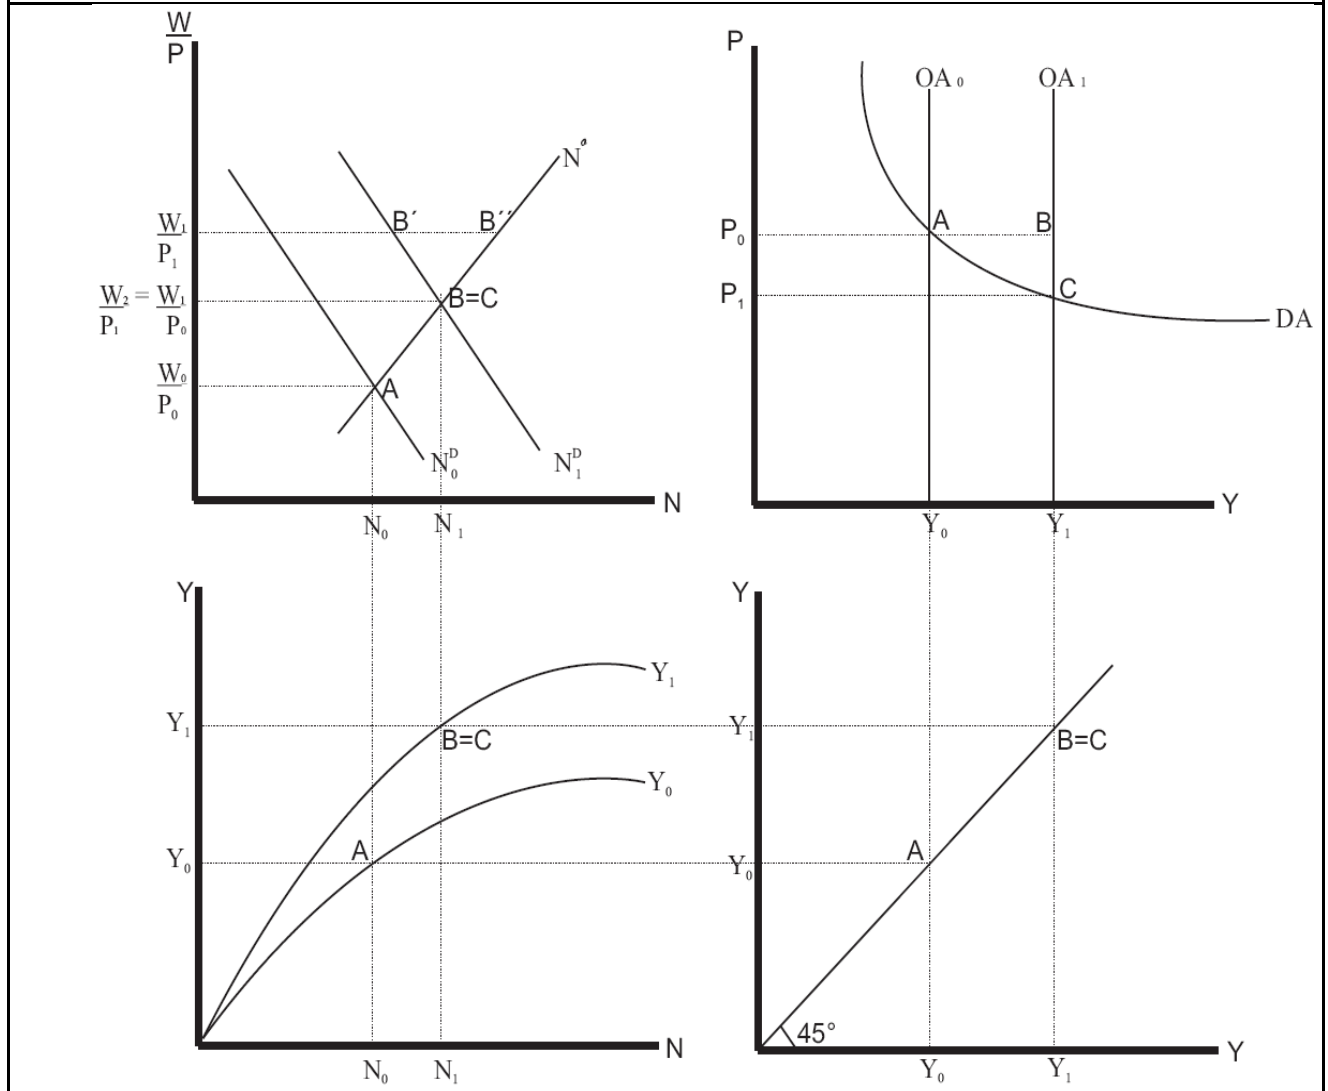 W
P
W₁
P₁
W₂ = W₁
P₁ P₀
W₀
P₀
B´ B´´
B=C
A
Nº
N₀ᴰ N₁ᴰ
N
N₀ N₁
P
OA₀ OA₁
P₀ A B
P₁ C
DA
Y
Y₀ Y₁
Y
Y₁
Y₁ B=C
Y₀
Y₀ A
N
N₀ N₁
Y
Y₁ B=C
Y₀ A
45°
Y
Y₀ Y₁